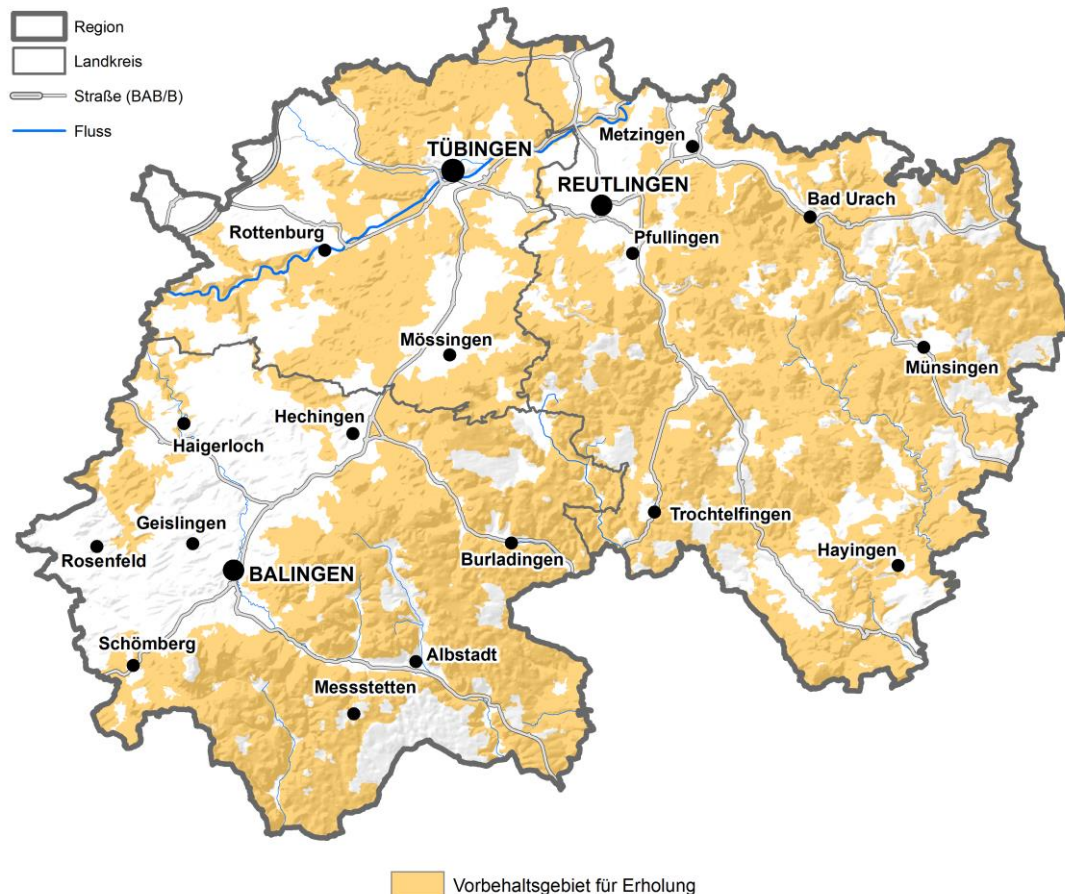 Region
Landkreis
Straße (BAB/B)
Fluss
Metzingen
TÜBINGEN
REUTLINGEN
Bad Urach
Rottenburg
Pfullingen
Mössingen
Münsingen
Hechingen
Haigerloch
Trochtelfingen
Geislingen
Rosenfeld
Burladingen
Hayingen
BALINGEN
Schömberg
Albstadt
Messstetten
Vorbehaltsgebiet für Erholung